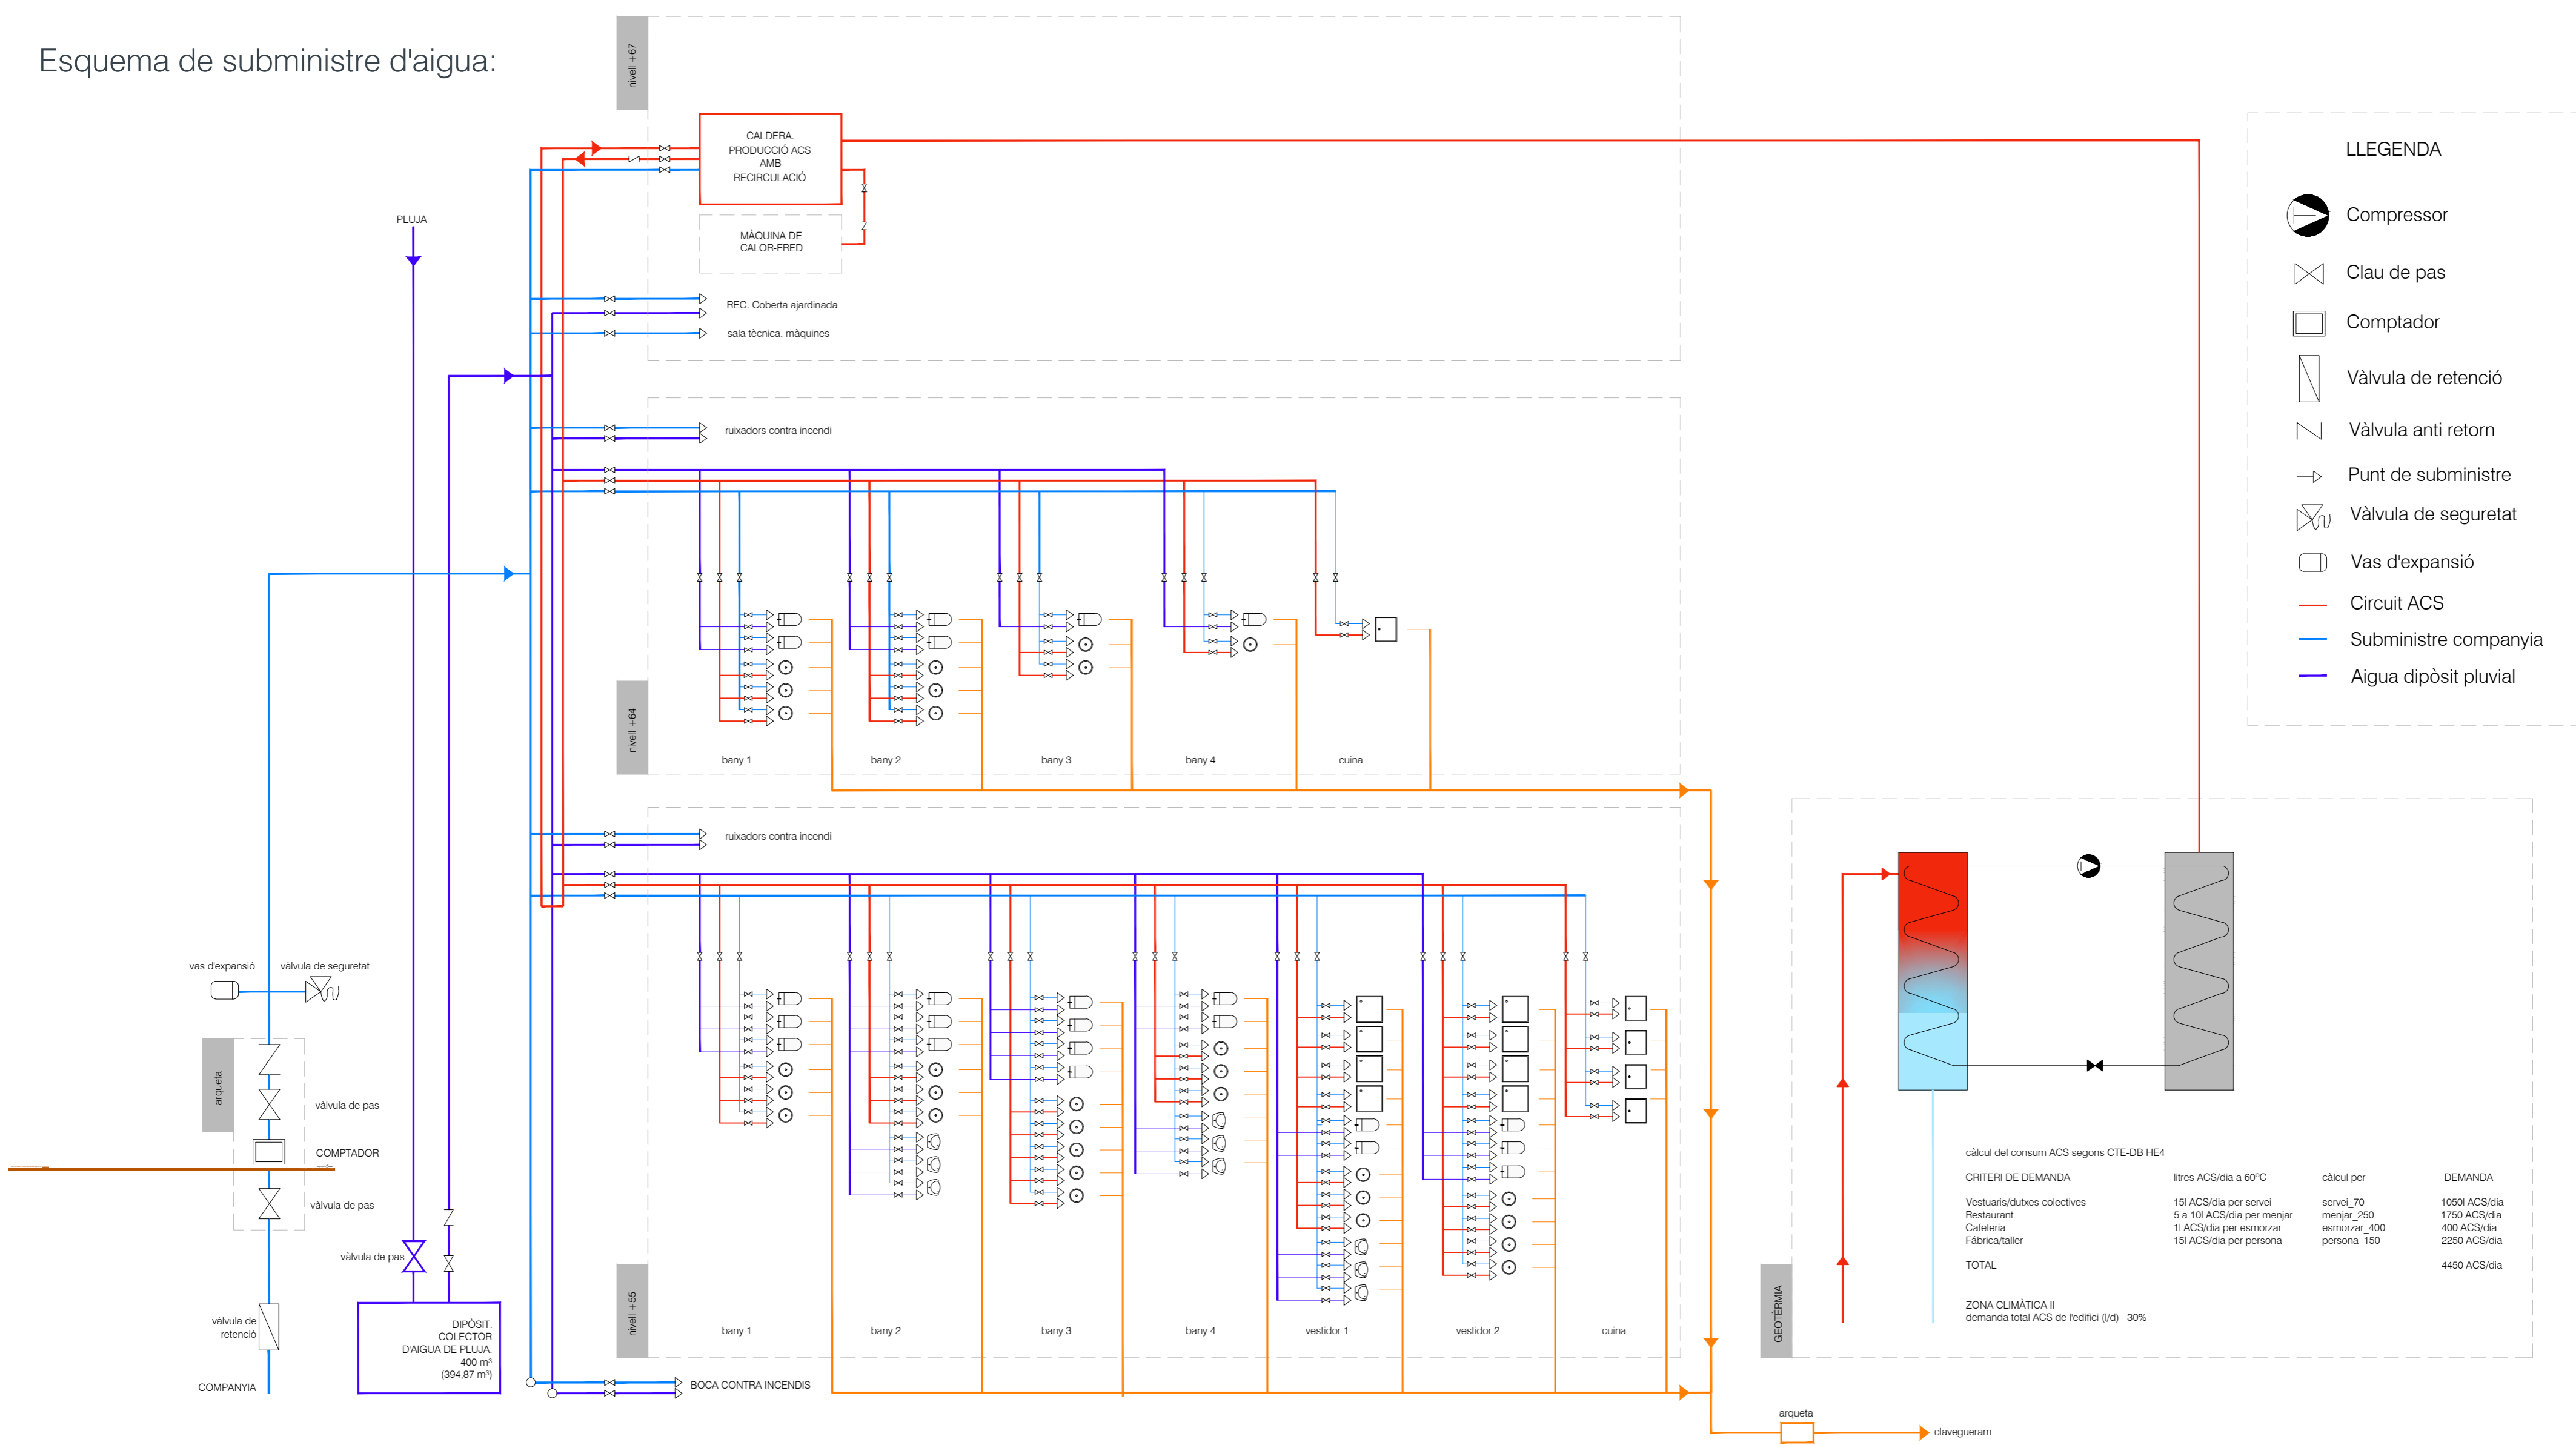 Esquema de subministre d'aigua:
nivell +67
CALDERA.
PRODUCCIÓ ACS
AMB
RECIRCULACIÓ
MÀQUINA DE
CALOR-FRED
PLUJA
REC. Coberta ajardinada
sala tècnica. màquines
ruixadors contra incendi
nivell +64
bany 1
bany 2
bany 3
bany 4
cuina
ruixadors contra incendi
nivell +55
bany 1
bany 2
bany 3
bany 4
vestidor 1
vestidor 2
cuina
BOCA CONTRA INCENDIS
vas d'expansió
vàlvula de seguretat
arqueta
vàlvula de pas
COMPTADOR
vàlvula de pas
vàlvula de pas
vàlvula de
retenció
COMPANYIA
DIPÒSIT.
COLECTOR
D'AIGUA DE PLUJA.
400 m³
(394,87 m³)
LLEGENDA
Compressor
Clau de pas
Comptador
Vàlvula de retenció
Vàlvula anti retorn
Punt de subministre
Vàlvula de seguretat
Vas d'expansió
Circuit ACS
Subministre companyia
Aigua dipòsit pluvial
GEOTÈRMIA
càlcul del consum ACS segons CTE-DB HE4
CRITERI DE DEMANDA litres ACS/dia a 60ºC càlcul per DEMANDA
Vestuaris/dutxes colectives 15l ACS/dia per servei servei_70 1050l ACS/dia
Restaurant 5 a 10l ACS/dia per menjar menjar_250 1750 ACS/dia
Cafeteria 1l ACS/dia per esmorzar esmorzar_400 400 ACS/dia
Fábrica/taller 15l ACS/dia per persona persona_150 2250 ACS/dia
TOTAL 4450 ACS/dia
ZONA CLIMÀTICA II
demanda total ACS de l'edifici (l/d) 30%
arqueta
clavegueram